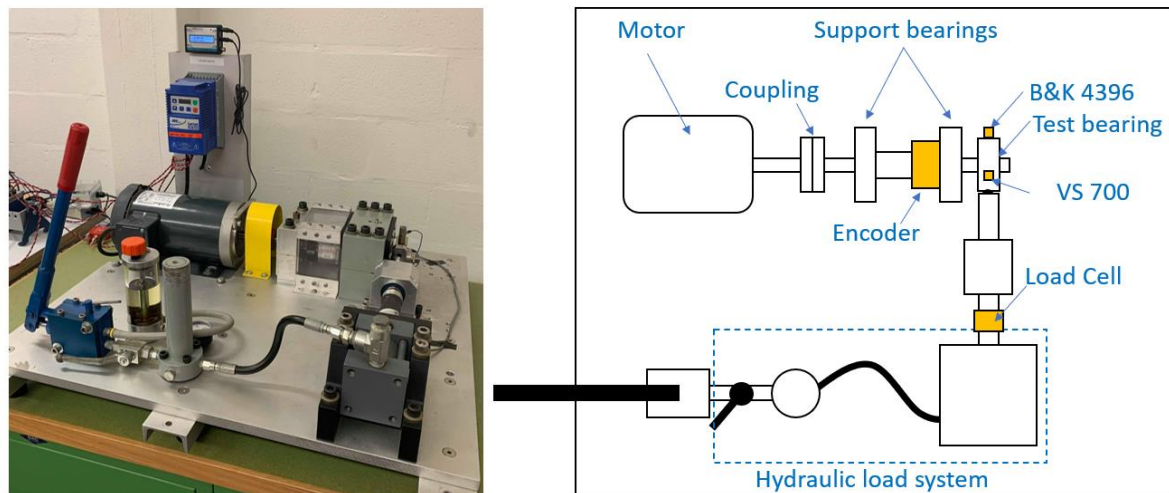 Motor
Support bearings
Coupling
B&K 4396
Test bearing
VS 700
Encoder
Load Cell
Hydraulic load system